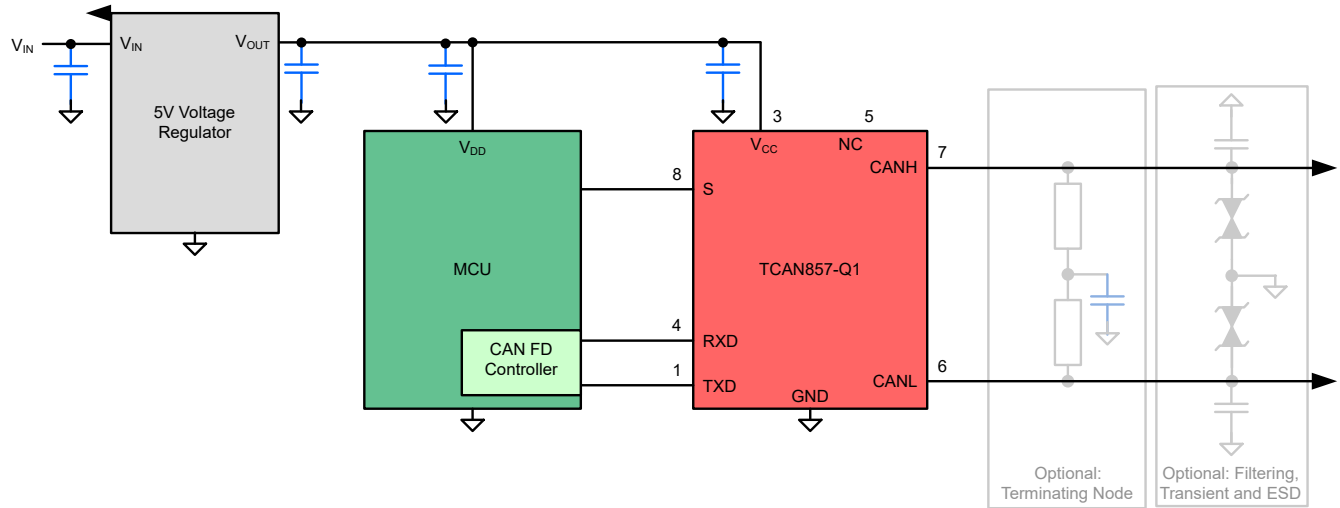 VIN
VIN
VOUT
5V Voltage
Regulator
3
5
VDD
VCC
NC
7
CANH
8
S
MCU
TCAN857-Q1
4
RXD
CAN FD
Controller
1
TXD
6
CANL
GND
Optional:
Terminating Node
Optional: Filtering,
Transient and ESD